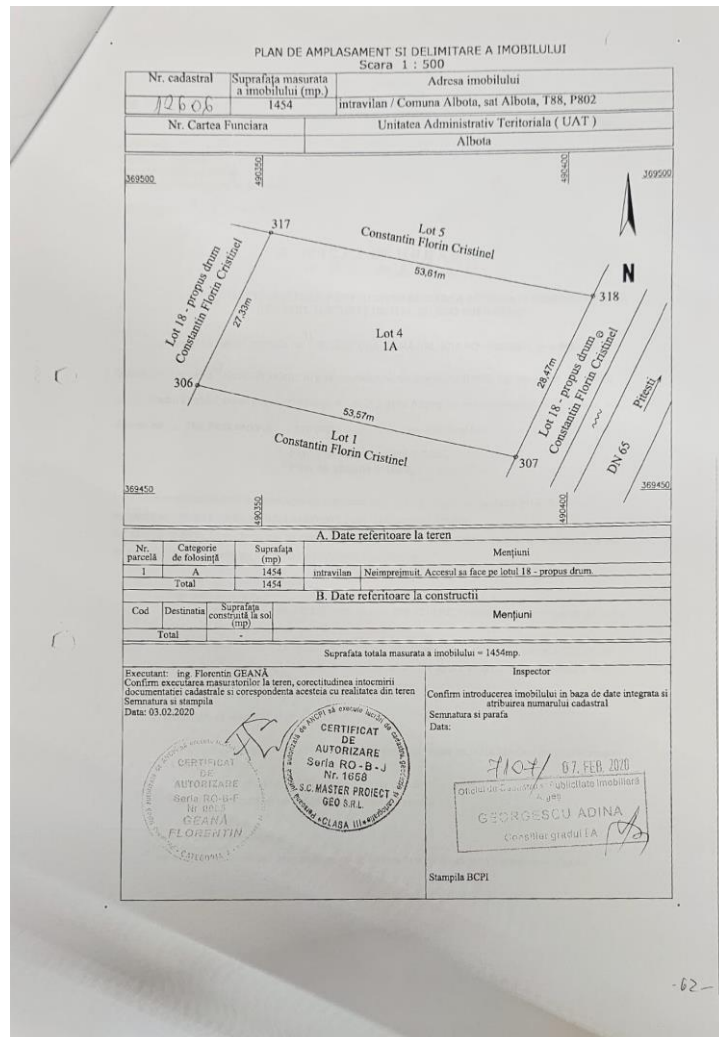 PLAN DE AMPLASAMENT SI DELIMITARE A IMOBILULUI
Scara 1 : 500
Nr. cadastral
Suprafața masurata a imobilului (mp.)
Adresa imobilului
12606
1454
intravilan / Comuna Albota, sat Albota, T88, P802
Nr. Cartea Funciara
Unitatea Administrativ Teritoriala ( UAT )
Albota
369500
490350
490400
369500
317
Lot 5
Constantin Florin Cristinel
53,61m
N
318
Lot 18 - propus drum
Constantin Florin Cristinel
27,33m
Lot 4
1A
306
53,57m
Lot 1
Constantin Florin Cristinel
28,47m
Lot 18 - propus drum
Constantin Florin Cristinel
307
DN 65
Pitesti
369450
490350
490400
369450
A. Date referitoare la teren
Nr. parcelă
Categorie de folosință
Suprafața (mp)
Mențiuni
1
A
1454
intravilan
Neimprejmuit. Accesul sa face pe lotul 18 - propus drum.
Total
1454
B. Date referitoare la constructii
Cod
Destinatia
Suprafața construită la sol (mp)
Mențiuni
Total
-
Suprafata totala masurata a imobilului = 1454mp.
Executant: ing. Florentin GEANĂ
Confirm executarea masuratorilor la teren, corectitudinea intocmirii
documentatiei cadastrale si corespondenta acesteia cu realitatea din teren
Semnatura si stampila
Data: 03.02.2020
CERTIFICAT
DE
AUTORIZARE
GEANĂ
FLORENTIN
CERTIFICAT
DE
AUTORIZARE
Seria RO-B-J
Nr. 1658
S.C. MASTER PROIECT
GEO S.R.L.
CLASA III
Inspector
Confirm introducerea imobilului in baza de date integrata si
atribuirea numarului cadastral
Semnatura si parafa
Data:
7107/ 07. FEB. 2020
GEORGESCU ADINA
Consilier gradul I A
Stampila BCPI
-62-